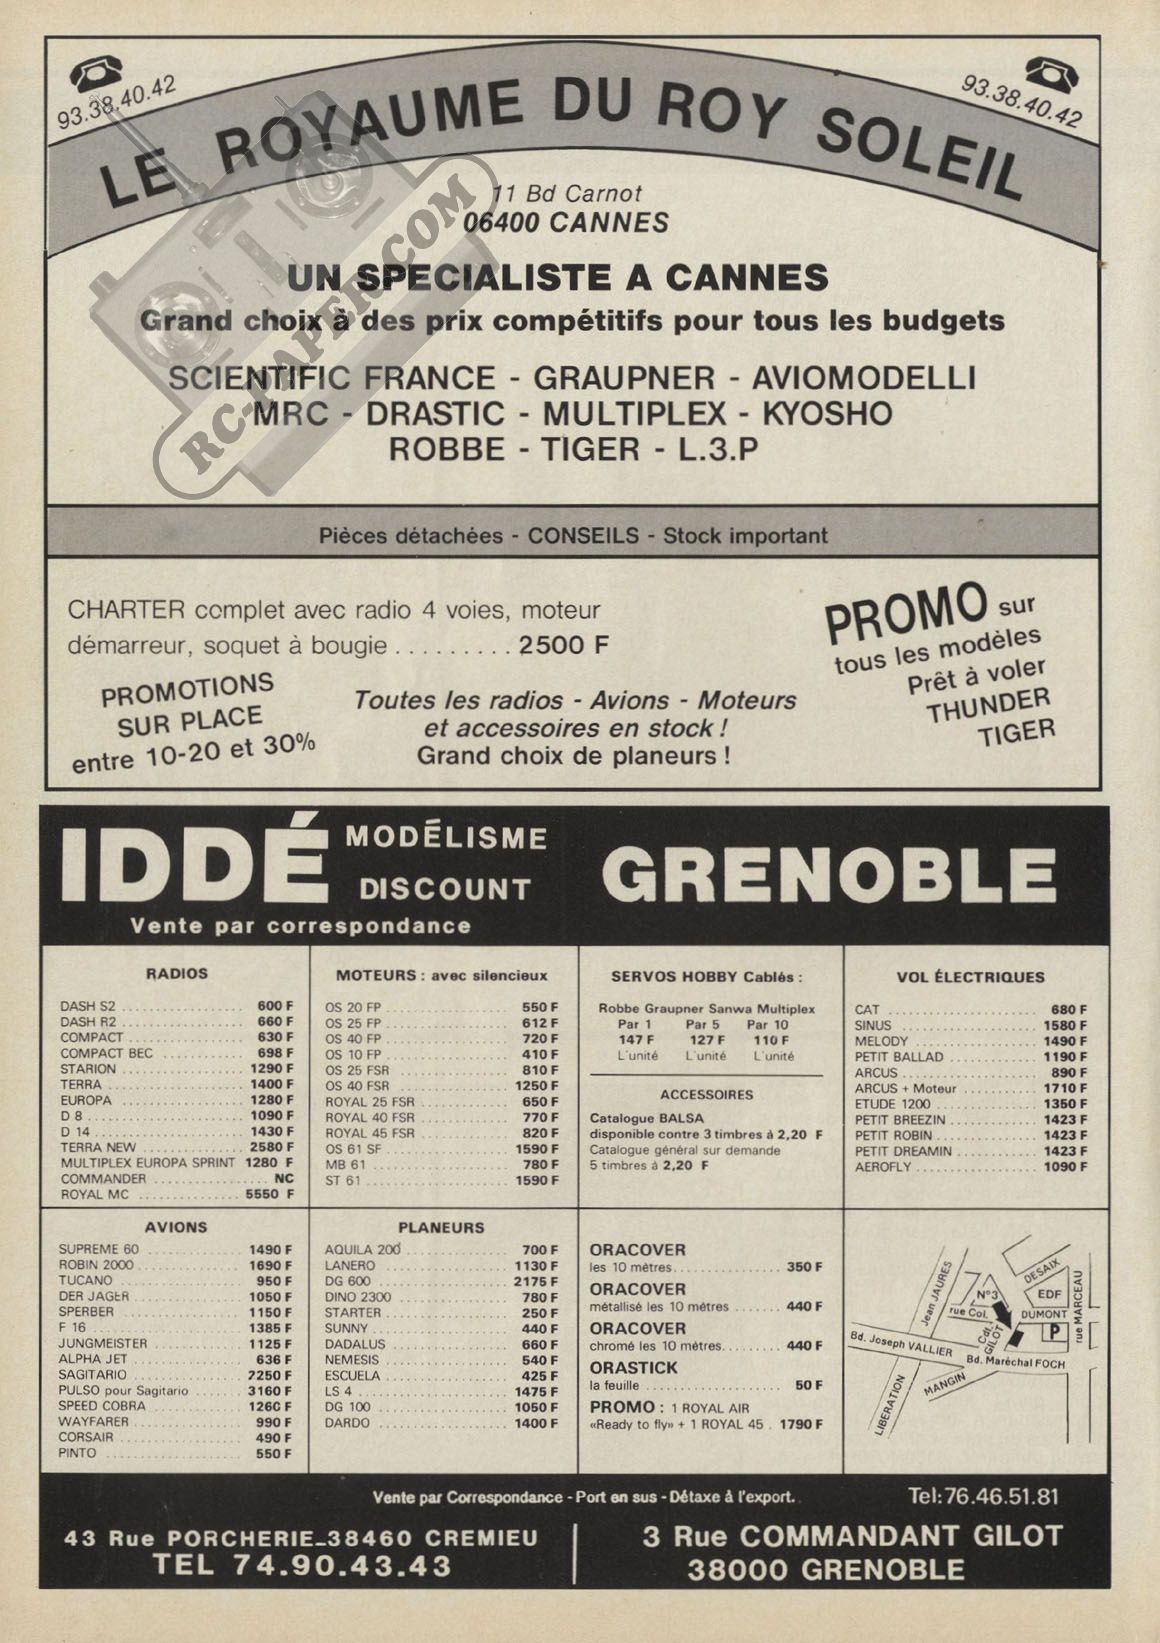 93.38.40.42
93.38.40.42
LE ROYAUME DU ROY SOLEIL
11 Bd Carnot
06400 CANNES
UN SPECIALISTE A CANNES
Grand choix à des prix compétitifs pour tous les budgets
SCIENTIFIC FRANCE - GRAUPNER - AVIOMODELLI
MRC - DRASTIC - MULTIPLEX - KYOSHO
ROBBE - TIGER - L.3.P
RC-PAPER.COM
Pièces détachées - CONSEILS - Stock important
CHARTER complet avec radio 4 voies, moteur
démarreur, soquet à bougie ......... 2500 F
PROMOTIONS
SUR PLACE
entre 10-20 et 30%
Toutes les radios - Avions - Moteurs
et accessoires en stock !
Grand choix de planeurs !
PROMO sur
tous les modèles
Prêt à voler
THUNDER
TIGER
IDDÉ MODÉLISME
DISCOUNT
Vente par correspondance
GRENOBLE
RADIOS
DASH S2 ... 600 F
DASH R2 ... 660 F
COMPACT ... 630 F
COMPACT BEC ... 698 F
STARION ... 1290 F
TERRA ... 1400 F
EUROPA ... 1280 F
D 8 ... 1090 F
D 14 ... 1430 F
TERRA NEW ... 2580 F
MULTIPLEX EUROPA SPRINT 1280 F
COMMANDER ... NC
ROYAL MC ... 5550 F
MOTEURS : avec silencieux
OS 20 FP ... 550 F
OS 25 FP ... 612 F
OS 40 FP ... 720 F
OS 10 FP ... 410 F
OS 25 FSR ... 810 F
OS 40 FSR ... 1250 F
ROYAL 25 FSR ... 650 F
ROYAL 40 FSR ... 770 F
ROYAL 45 FSR ... 820 F
OS 61 SF ... 1590 F
MB 61 ... 780 F
ST 61 ... 1590 F
SERVOS HOBBY Cablés :
Robbe Graupner Sanwa Multiplex
Par 1 Par 5 Par 10
147 F 127 F 110 F
L'unité L'unité L'unité
ACCESSOIRES
Catalogue BALSA
disponible contre 3 timbres à 2,20 F
Catalogue général sur demande
5 timbres à 2,20 F
VOL ÉLECTRIQUES
CAT ... 680 F
SINUS ... 1580 F
MELODY ... 1490 F
PETIT BALLAD ... 1190 F
ARCUS ... 890 F
ARCUS + Moteur ... 1710 F
ETUDE 1200 ... 1350 F
PETIT BREEZIN ... 1423 F
PETIT ROBIN ... 1423 F
PETIT DREAMIN ... 1423 F
AEROFLY ... 1090 F
AVIONS
SUPREME 60 ... 1490 F
ROBIN 2000 ... 1690 F
TUCANO ... 950 F
DER JAGER ... 1050 F
SPERBER ... 1150 F
F 16 ... 1385 F
JUNGMEISTER ... 1125 F
ALPHA JET ... 636 F
SAGITARIO ... 2250 F
PULSO pour Sagitario ... 3160 F
SPEED COBRA ... 1260 F
WAYFARER ... 990 F
CORSAIR ... 490 F
PINTO ... 550 F
PLANEURS
AQUILA 200 ... 700 F
LANERO ... 1130 F
DG 600 ... 2175 F
DINO 2300 ... 780 F
STARTER ... 250 F
SUNNY ... 440 F
DADALUS ... 660 F
NEMESIS ... 540 F
ESCUELA ... 425 F
LS 4 ... 1475 F
DG 100 ... 1050 F
DARDO ... 1400 F
ORACOVER
les 10 mètres ... 350 F
ORACOVER
métallisé les 10 mètres ... 440 F
ORACOVER
chromé les 10 mètres ... 440 F
ORASTICK
la feuille ... 50 F
PROMO : 1 ROYAL AIR
«Ready to fly» + 1 ROYAL 45 . 1790 F
DESAIX
EDF
Jean JAURES
N°3
rue Col.
DUMONT
rue MARCEAU
Cdt. GILOT
P
Bd. Joseph VALLIER
Bd. Maréchal FOCH
MANGIN
LIBERATION
Vente par Correspondance - Port en sus - Détaxe à l'export.
Tel: 76.46.51.81
43 Rue PORCHERIE_38460 CREMIEU
TEL 74.90.43.43
3 Rue COMMANDANT GILOT
38000 GRENOBLE